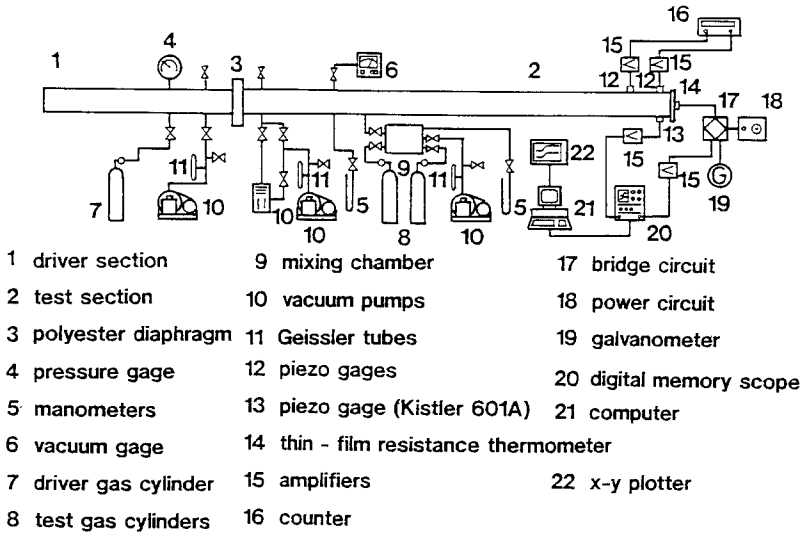 16
4
15
15
1
3
2
6
12
12
14
17
18
13
22
15
9
11
11
11
15
10
5
21
19
7
10
10
8
10
5
20
1 driver section
2 test section
3 polyester diaphragm
4 pressure gage
5 manometers
6 vacuum gage
7 driver gas cylinder
8 test gas cylinders
9 mixing chamber
10 vacuum pumps
11 Geissler tubes
12 piezo gages
13 piezo gage (Kistler 601A)
14 thin - film resistance thermometer
15 amplifiers
16 counter
17 bridge circuit
18 power circuit
19 galvanometer
20 digital memory scope
21 computer
22 x-y plotter
G